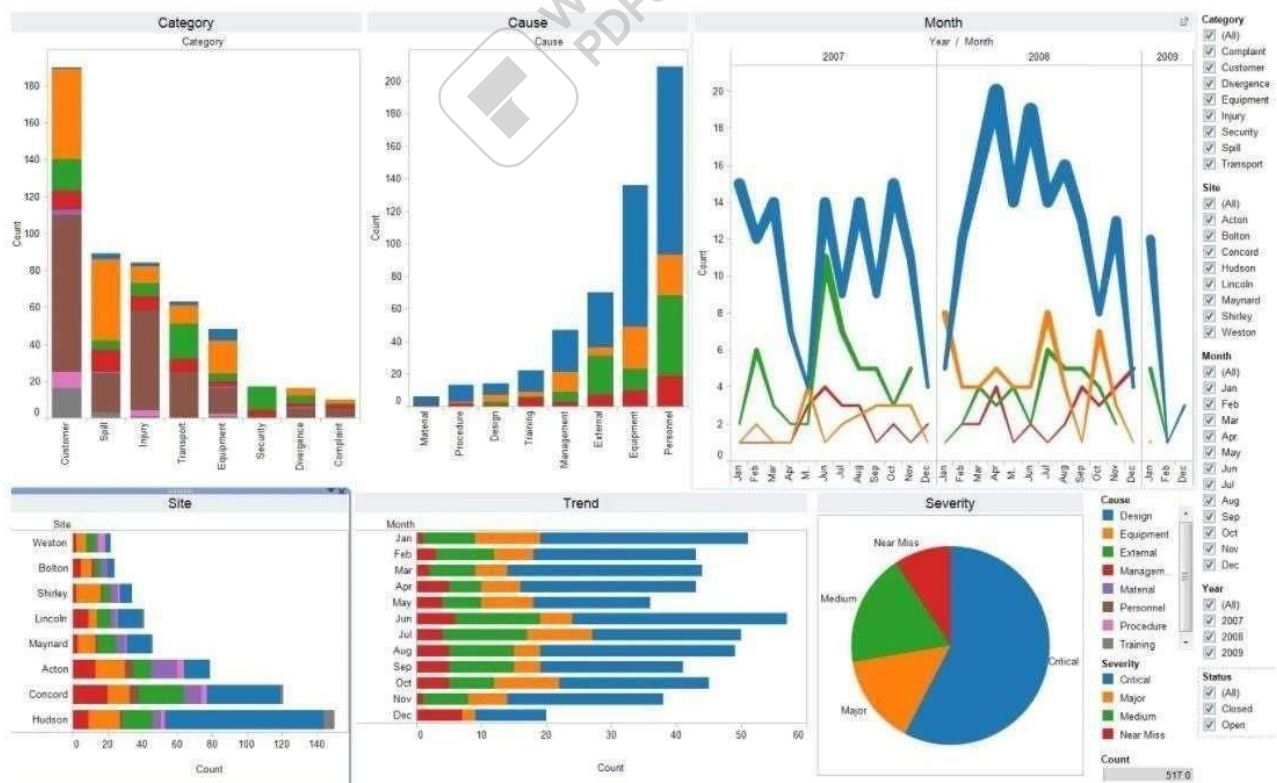 Category
Category
Count
180
160
140
120
100
80
60
40
20
0
Customer
Spill
Injury
Transport
Equipment
Security
Divergence
Complaint
Cause
Cause
Count
200
180
160
140
120
100
80
60
40
20
0
Material
Procedure
Design
Training
Management
External
Equipment
Personnel
Month
Year / Month
2007 2008 2009
Count
20
18
16
14
12
10
8
6
4
2
0
Jan Feb Mar Apr M.. Jun Jul Aug Sep Oct Nov Dec Jan Feb Mar Apr M.. Jun Jul Aug Sep Oct Nov Dec Jan Feb Dec
Category
(All)
Complaint
Customer
Divergence
Equipment
Injury
Security
Spill
Transport
Site
(All)
Acton
Bolton
Concord
Hudson
Lincoln
Maynard
Shirley
Weston
Month
(All)
Jan
Feb
Mar
Apr
May
Jun
Jul
Aug
Sep
Oct
Nov
Dec
Year
(All)
2007
2008
2009
Status
(All)
Closed
Open
Site
Site
Weston
Bolton
Shirley
Lincoln
Maynard
Acton
Concord
Hudson
0 20 40 60 80 100 120 140
Count
Trend
Month
Jan
Feb
Mar
Apr
May
Jun
Jul
Aug
Sep
Oct
Nov
Dec
0 10 20 30 40 50 60
Count
Severity
Near Miss
Medium
Major
Critical
Cause
Design
Equipment
External
Managem...
Material
Personnel
Procedure
Training
Severity
Critical
Major
Medium
Near Miss
Count
517 0